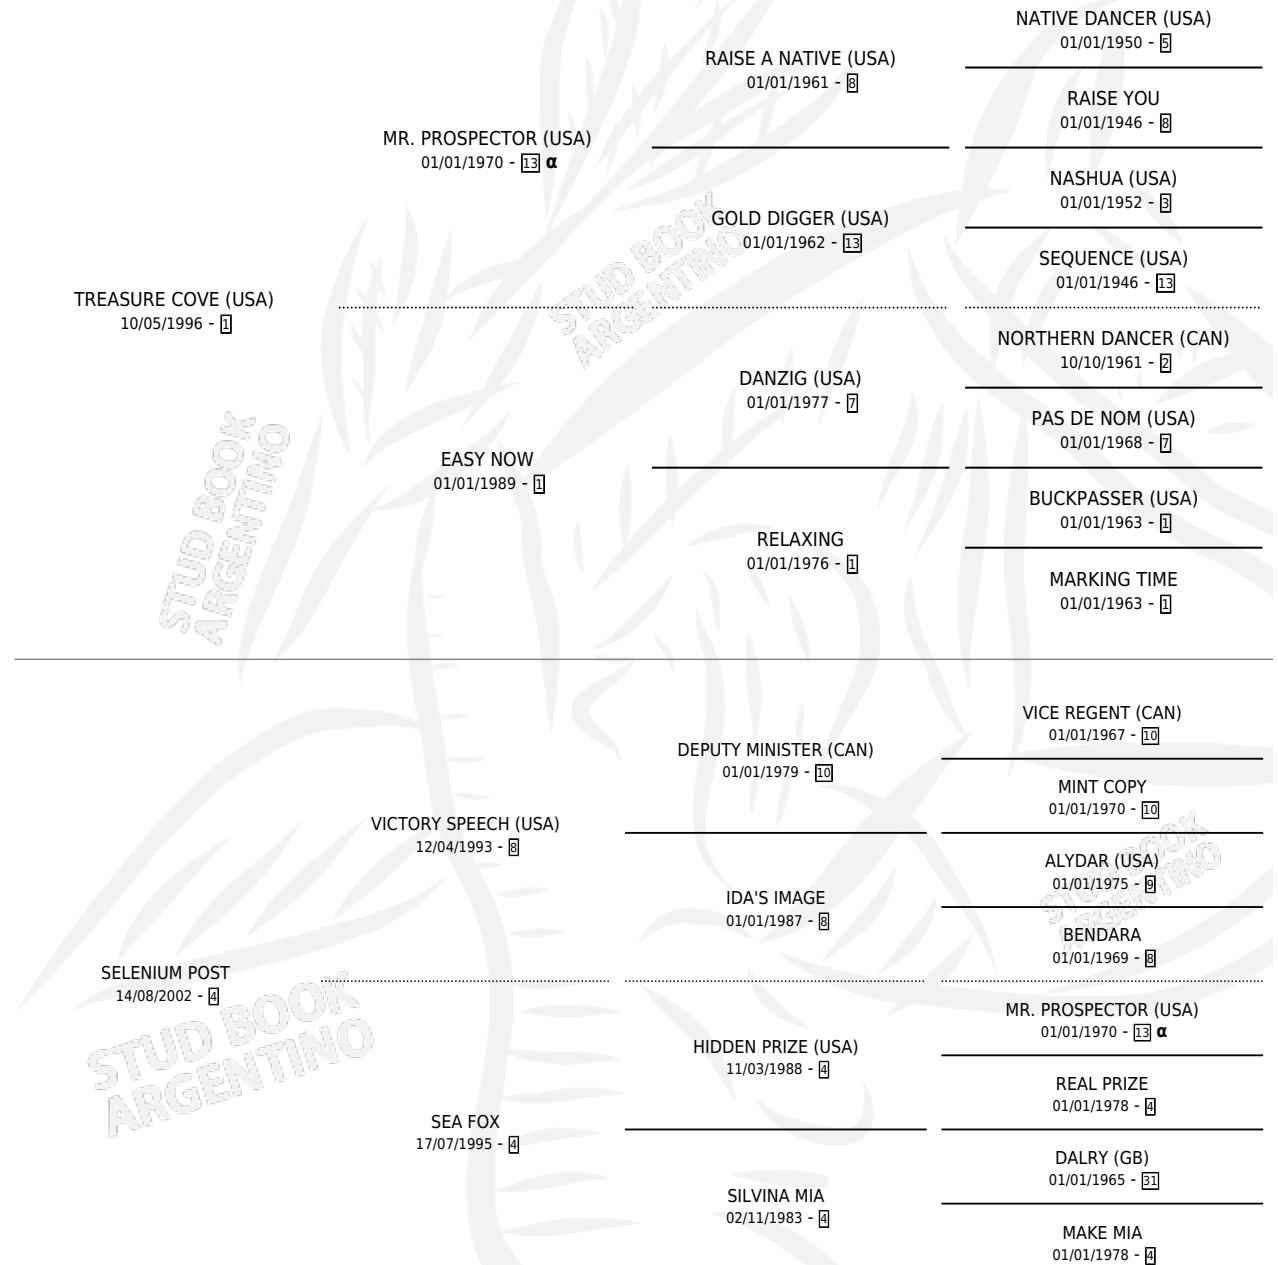 NATIVE DANCER (USA)
01/01/1950 - 5
RAISE A NATIVE (USA)
01/01/1961 - 8
RAISE YOU
01/01/1946 - 8
MR. PROSPECTOR (USA)
01/01/1970 - 13 α
NASHUA (USA)
01/01/1952 - 3
GOLD DIGGER (USA)
01/01/1962 - 13
SEQUENCE (USA)
01/01/1946 - 13
TREASURE COVE (USA)
10/05/1996 - 1
NORTHERN DANCER (CAN)
10/10/1961 - 2
DANZIG (USA)
01/01/1977 - 7
PAS DE NOM (USA)
01/01/1968 - 7
EASY NOW
01/01/1989 - 1
BUCKPASSER (USA)
01/01/1963 - 1
RELAXING
01/01/1976 - 1
MARKING TIME
01/01/1963 - 1
STUD BOOK
ARGENTINO
STUD BOOK
ARGENTINO
VICE REGENT (CAN)
01/01/1967 - 10
DEPUTY MINISTER (CAN)
01/01/1979 - 10
MINT COPY
01/01/1970 - 10
VICTORY SPEECH (USA)
12/04/1993 - 8
ALYDAR (USA)
01/01/1975 - 9
IDA'S IMAGE
01/01/1987 - 8
BENDARA
01/01/1969 - 8
SELENIUM POST
14/08/2002 - 4
MR. PROSPECTOR (USA)
01/01/1970 - 13 α
HIDDEN PRIZE (USA)
11/03/1988 - 4
REAL PRIZE
01/01/1978 - 4
SEA FOX
17/07/1995 - 4
DALRY (GB)
01/01/1965 - 31
SILVINA MIA
02/11/1983 - 4
MAKE MIA
01/01/1978 - 4
STUD BOOK
ARGENTINO
STUD BOOK
ARGENTINO